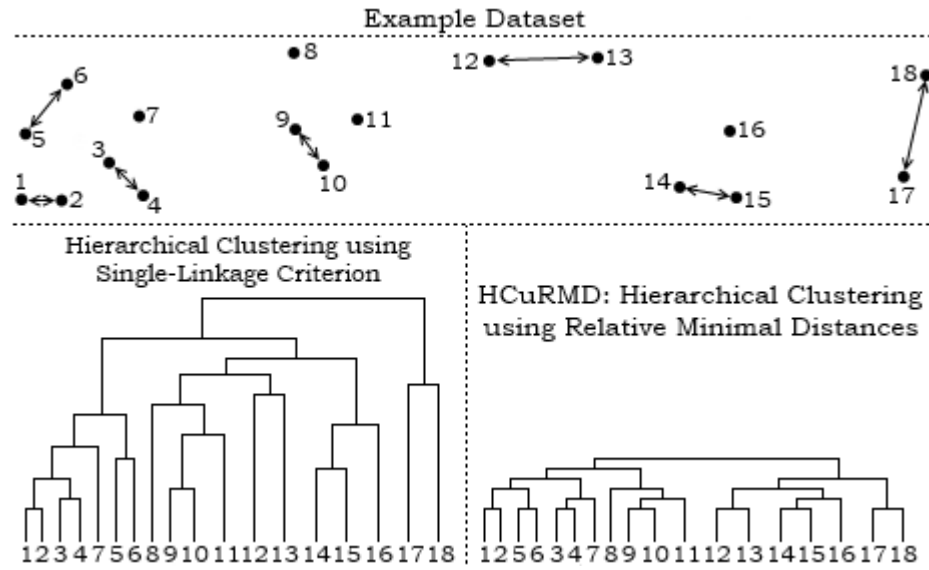 Example Dataset
6
8
12
13
18
7
9
11
5
3
16
1
2
4
10
14
15
17
Hierarchical Clustering using
Single-Linkage Criterion
HCuRMD: Hierarchical Clustering
using Relative Minimal Distances
1 2 3 4 7 5 6 8 9 10 11 12 13 14 15 16 17 18
1 2 5 6 3 4 7 8 9 10 11 12 13 14 15 16 17 18